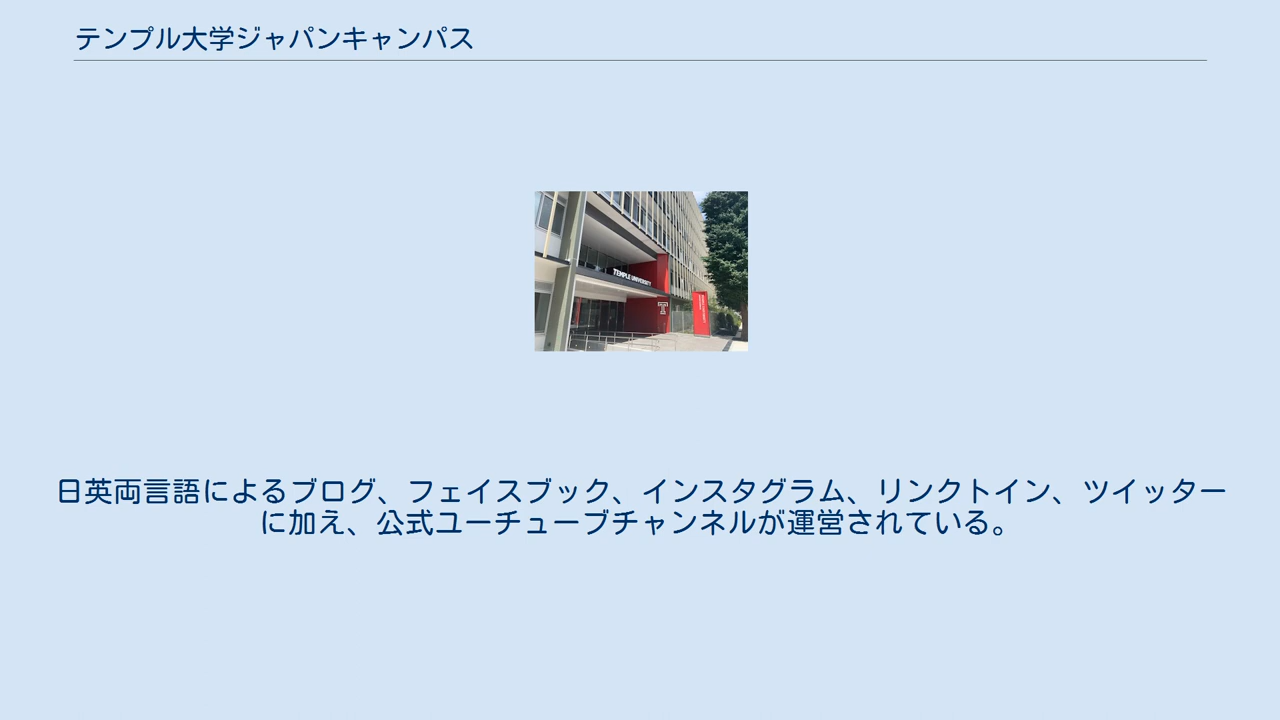 テンプル大学ジャパンキャンパス
TEMPLE UNIVERSITY
T
日英両言語によるブログ、フェイスブック、インスタグラム、リンクトイン、ツイッター
に加え、公式ユーチューブチャンネルが運営されている。